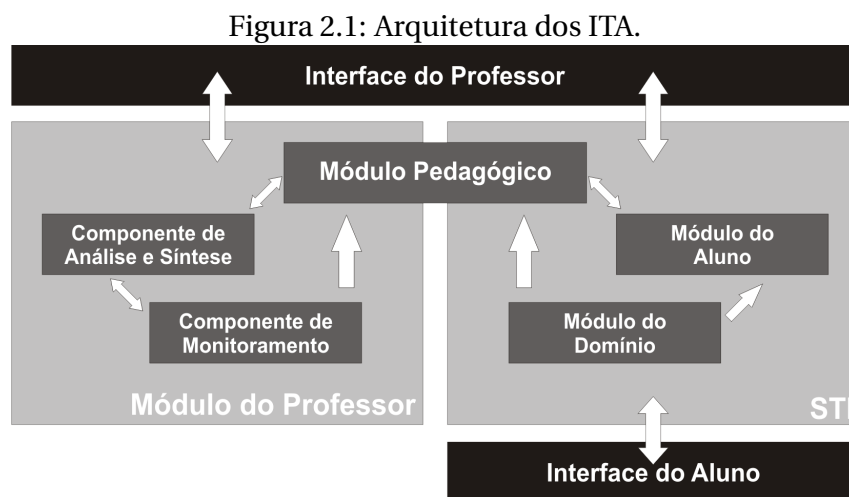 Figura 2.1: Arquitetura dos ITA.
Interface do Professor
Módulo Pedagógico
Componente de
Análise e Síntese
Módulo do
Aluno
Componente de
Monitoramento
Módulo do
Domínio
Módulo do Professor
STI
Interface do Aluno